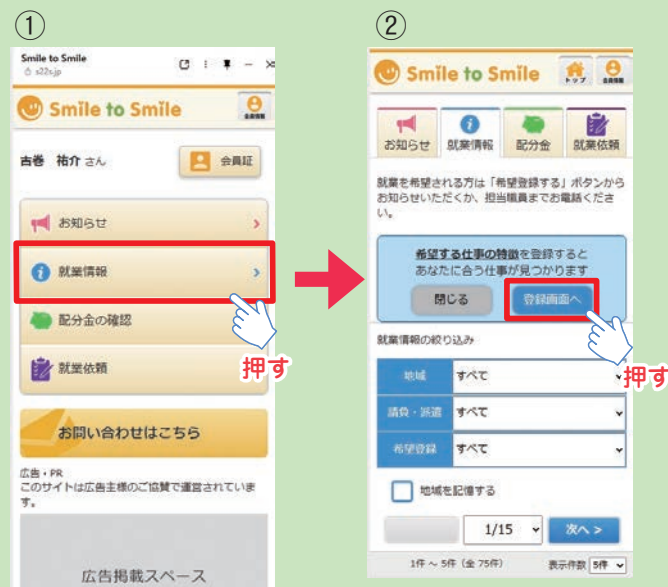 ①
Smile to Smile
s22s.jp
Smile to Smile
会員情報
古巻 祐介 さん
会員証
お知らせ
就業情報
配分金の確認
押す
就業依頼
お問い合わせはこちら
広告・PR
このサイトは広告主様のご協賛で運営されていま
す。
広告掲載スペース
②
Smile to Smile
トップ
会員情報
お知らせ
就業情報
配分金
就業依頼
就業を希望される方は「希望登録する」ボタンから
お知らせいただくか、担当職員までお電話くださ
い。
希望する仕事の特徴を登録すると
あなたに合う仕事が見つかります
閉じる
登録画面へ
押す
就業情報の絞り込み
地域 すべて
請負・派遣 すべて
希望登録 すべて
地域を記憶する
1/15
次へ >
1件 ～ 5件 (全 75件)
表示件数 5件